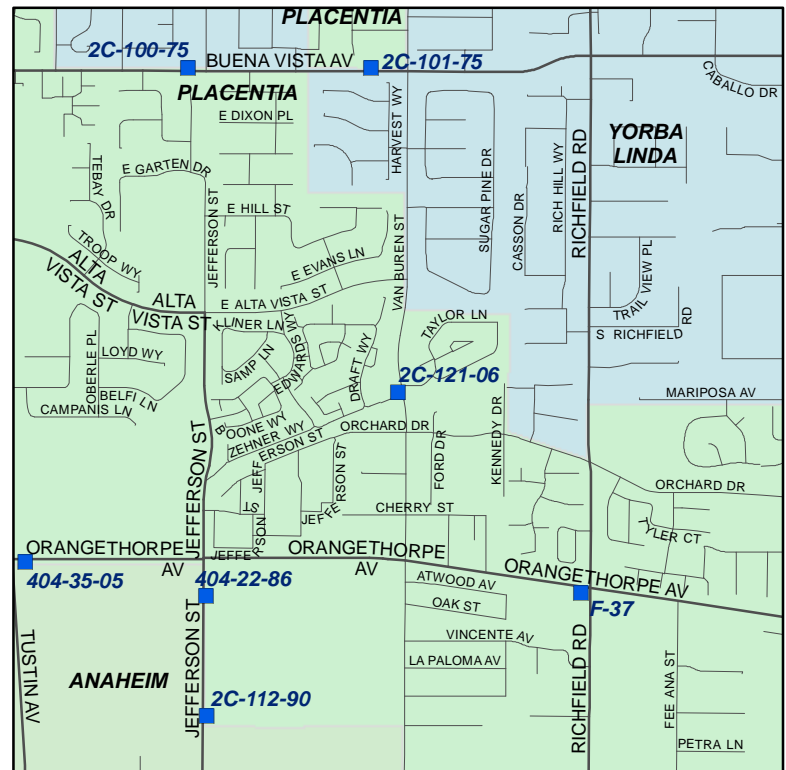 PLACENTIA
2C-100-75
BUENA VISTA AV
2C-101-75
CABALLO DR
PLACENTIA
E DIXON PL
HARVEST WY
YORBA
LINDA
TEBAY DR
E GARTEN DR
JEFFERSON ST
E HILL ST
SUGAR PINE DR
CASSON DR
RICH HILL WY
RICHFIELD RD
TROOP WY
E EVANS LN
VAN BUREN ST
TRAIL VIEW PL
ALTA
VISTA ST
ALTA
VISTA ST
E ALTA VISTA ST
KLINER LN
TAYLOR LN
S RICHFIELD
RD
OBERLE PL
LOYD WY
SAMP LN
EDWARDS WY
DRAFT WY
2C-121-06
BELFI LN
CAMPANIS LN
MARIPOSA AV
BOONE WY
ZEHNER WY
JEFFERSON ST
ORCHARD DR
FORD DR
KENNEDY DR
JEFFERSON ST
JEFFERSON
ST
JEFFERSON ST
ORCHARD DR
CHERRY ST
TYLER CT
ORANGETHORPE
AV
JEFFERSON
ORANGETHORPE
AV
ORANGETHORPE AV
404-35-05
404-22-86
ATWOOD AV
F-37
OAK ST
TUSTIN AV
JEFFERSON ST
VINCENTE AV
RICHFIELD RD
LA PALOMA AV
FEE ANA ST
ANAHEIM
2C-112-90
PETRA LN